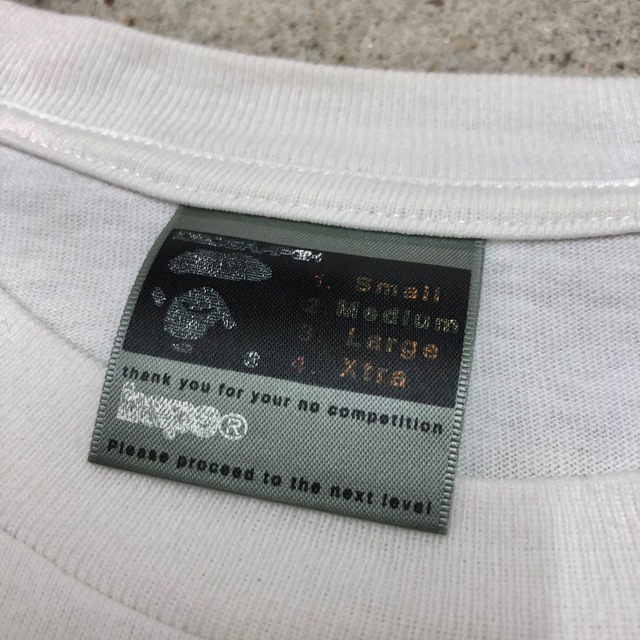 1. Small
2 Medium
3 Large
4. Xtra
thank you for your no competition
hype®
Please proceed to the next level